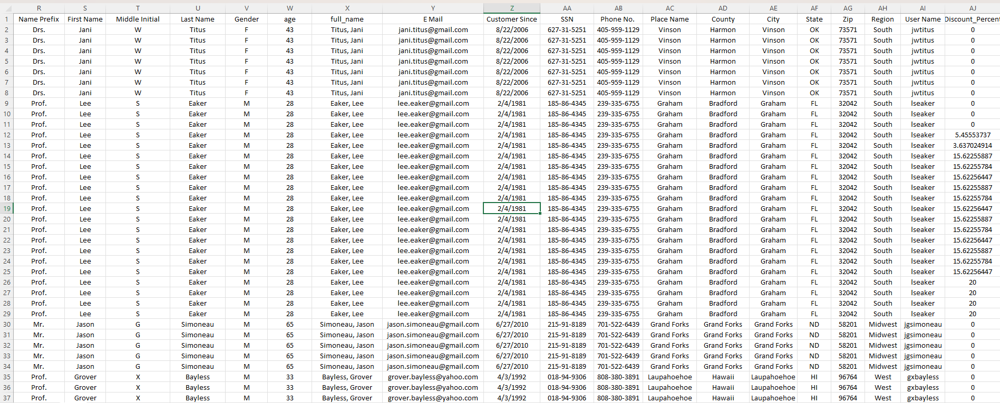 R S T U V W X Y Z AA AB AC AD AE AF AG AH AI AJ
1 Name Prefix First Name Middle Initial Last Name Gender age full_name E Mail Customer Since SSN Phone No. Place Name County City State Zip Region User Name Discount_Percent
2 Drs. Jani W Titus F 43 Titus, Jani jani.titus@gmail.com 8/22/2006 627-31-5251 405-959-1129 Vinson Harmon Vinson OK 73571 South jwtitus 0
3 Drs. Jani W Titus F 43 Titus, Jani jani.titus@gmail.com 8/22/2006 627-31-5251 405-959-1129 Vinson Harmon Vinson OK 73571 South jwtitus 0
4 Drs. Jani W Titus F 43 Titus, Jani jani.titus@gmail.com 8/22/2006 627-31-5251 405-959-1129 Vinson Harmon Vinson OK 73571 South jwtitus 0
5 Drs. Jani W Titus F 43 Titus, Jani jani.titus@gmail.com 8/22/2006 627-31-5251 405-959-1129 Vinson Harmon Vinson OK 73571 South jwtitus 0
6 Drs. Jani W Titus F 43 Titus, Jani jani.titus@gmail.com 8/22/2006 627-31-5251 405-959-1129 Vinson Harmon Vinson OK 73571 South jwtitus 0
7 Drs. Jani W Titus F 43 Titus, Jani jani.titus@gmail.com 8/22/2006 627-31-5251 405-959-1129 Vinson Harmon Vinson OK 73571 South jwtitus 0
8 Drs. Jani W Titus F 43 Titus, Jani jani.titus@gmail.com 8/22/2006 627-31-5251 405-959-1129 Vinson Harmon Vinson OK 73571 South jwtitus 0
9 Prof. Lee S Eaker M 28 Eaker, Lee lee.eaker@gmail.com 2/4/1981 185-86-4345 239-335-6755 Graham Bradford Graham FL 32042 South lseaker 0
10 Prof. Lee S Eaker M 28 Eaker, Lee lee.eaker@gmail.com 2/4/1981 185-86-4345 239-335-6755 Graham Bradford Graham FL 32042 South lseaker 0
11 Prof. Lee S Eaker M 28 Eaker, Lee lee.eaker@gmail.com 2/4/1981 185-86-4345 239-335-6755 Graham Bradford Graham FL 32042 South lseaker 0
12 Prof. Lee S Eaker M 28 Eaker, Lee lee.eaker@gmail.com 2/4/1981 185-86-4345 239-335-6755 Graham Bradford Graham FL 32042 South lseaker 5.45553737
13 Prof. Lee S Eaker M 28 Eaker, Lee lee.eaker@gmail.com 2/4/1981 185-86-4345 239-335-6755 Graham Bradford Graham FL 32042 South lseaker 3.637024914
14 Prof. Lee S Eaker M 28 Eaker, Lee lee.eaker@gmail.com 2/4/1981 185-86-4345 239-335-6755 Graham Bradford Graham FL 32042 South lseaker 15.62255887
15 Prof. Lee S Eaker M 28 Eaker, Lee lee.eaker@gmail.com 2/4/1981 185-86-4345 239-335-6755 Graham Bradford Graham FL 32042 South lseaker 15.62255784
16 Prof. Lee S Eaker M 28 Eaker, Lee lee.eaker@gmail.com 2/4/1981 185-86-4345 239-335-6755 Graham Bradford Graham FL 32042 South lseaker 15.62256447
17 Prof. Lee S Eaker M 28 Eaker, Lee lee.eaker@gmail.com 2/4/1981 185-86-4345 239-335-6755 Graham Bradford Graham FL 32042 South lseaker 15.62255887
18 Prof. Lee S Eaker M 28 Eaker, Lee lee.eaker@gmail.com 2/4/1981 185-86-4345 239-335-6755 Graham Bradford Graham FL 32042 South lseaker 15.62255784
19 Prof. Lee S Eaker M 28 Eaker, Lee lee.eaker@gmail.com 2/4/1981 185-86-4345 239-335-6755 Graham Bradford Graham FL 32042 South lseaker 15.62256447
20 Prof. Lee S Eaker M 28 Eaker, Lee lee.eaker@gmail.com 2/4/1981 185-86-4345 239-335-6755 Graham Bradford Graham FL 32042 South lseaker 15.62255887
21 Prof. Lee S Eaker M 28 Eaker, Lee lee.eaker@gmail.com 2/4/1981 185-86-4345 239-335-6755 Graham Bradford Graham FL 32042 South lseaker 15.62255784
22 Prof. Lee S Eaker M 28 Eaker, Lee lee.eaker@gmail.com 2/4/1981 185-86-4345 239-335-6755 Graham Bradford Graham FL 32042 South lseaker 15.62256447
23 Prof. Lee S Eaker M 28 Eaker, Lee lee.eaker@gmail.com 2/4/1981 185-86-4345 239-335-6755 Graham Bradford Graham FL 32042 South lseaker 15.62255887
24 Prof. Lee S Eaker M 28 Eaker, Lee lee.eaker@gmail.com 2/4/1981 185-86-4345 239-335-6755 Graham Bradford Graham FL 32042 South lseaker 15.62255784
25 Prof. Lee S Eaker M 28 Eaker, Lee lee.eaker@gmail.com 2/4/1981 185-86-4345 239-335-6755 Graham Bradford Graham FL 32042 South lseaker 15.62256447
26 Prof. Lee S Eaker M 28 Eaker, Lee lee.eaker@gmail.com 2/4/1981 185-86-4345 239-335-6755 Graham Bradford Graham FL 32042 South lseaker 20
27 Prof. Lee S Eaker M 28 Eaker, Lee lee.eaker@gmail.com 2/4/1981 185-86-4345 239-335-6755 Graham Bradford Graham FL 32042 South lseaker 20
28 Prof. Lee S Eaker M 28 Eaker, Lee lee.eaker@gmail.com 2/4/1981 185-86-4345 239-335-6755 Graham Bradford Graham FL 32042 South lseaker 20
29 Prof. Lee S Eaker M 28 Eaker, Lee lee.eaker@gmail.com 2/4/1981 185-86-4345 239-335-6755 Graham Bradford Graham FL 32042 South lseaker 20
30 Mr. Jason G Simoneau M 65 Simoneau, Jason jason.simoneau@gmail.com 6/27/2010 215-91-8189 701-522-6439 Grand Forks Grand Forks Grand Forks ND 58201 Midwest jgsimoneau 0
31 Mr. Jason G Simoneau M 65 Simoneau, Jason jason.simoneau@gmail.com 6/27/2010 215-91-8189 701-522-6439 Grand Forks Grand Forks Grand Forks ND 58201 Midwest jgsimoneau 0
32 Mr. Jason G Simoneau M 65 Simoneau, Jason jason.simoneau@gmail.com 6/27/2010 215-91-8189 701-522-6439 Grand Forks Grand Forks Grand Forks ND 58201 Midwest jgsimoneau 0
33 Mr. Jason G Simoneau M 65 Simoneau, Jason jason.simoneau@gmail.com 6/27/2010 215-91-8189 701-522-6439 Grand Forks Grand Forks Grand Forks ND 58201 Midwest jgsimoneau 0
34 Mr. Jason G Simoneau M 65 Simoneau, Jason jason.simoneau@gmail.com 6/27/2010 215-91-8189 701-522-6439 Grand Forks Grand Forks Grand Forks ND 58201 Midwest jgsimoneau 0
35 Prof. Grover X Bayless M 33 Bayless, Grover grover.bayless@yahoo.com 4/3/1992 018-94-9306 808-380-3891 Laupahoehoe Hawaii Laupahoehoe HI 96764 West gxbayless 0
36 Prof. Grover X Bayless M 33 Bayless, Grover grover.bayless@yahoo.com 4/3/1992 018-94-9306 808-380-3891 Laupahoehoe Hawaii Laupahoehoe HI 96764 West gxbayless 0
37 Prof. Grover X Bayless M 33 Bayless, Grover grover.bayless@yahoo.com 4/3/1992 018-94-9306 808-380-3891 Laupahoehoe Hawaii Laupahoehoe HI 96764 West gxbayless 0